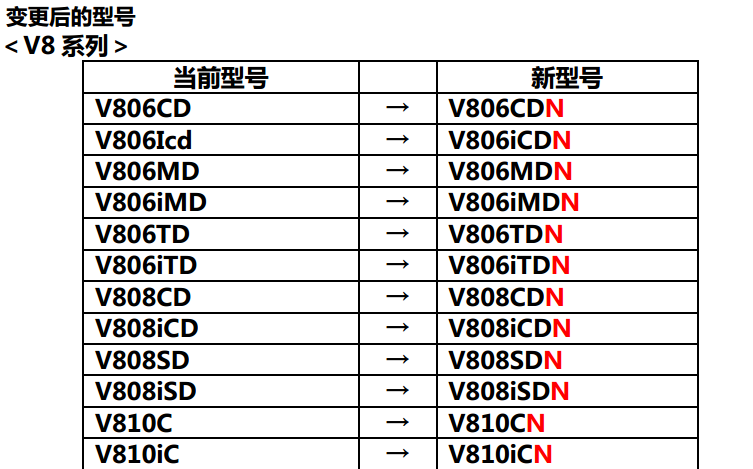 变更后的型号
< V8 系列 >
当前型号 新型号
V806CD → V806CDN
V806Icd → V806iCDN
V806MD → V806MDN
V806iMD → V806iMDN
V806TD → V806TDN
V806iTD → V806iTDN
V808CD → V808CDN
V808iCD → V808iCDN
V808SD → V808SDN
V808iSD → V808iSDN
V810C → V810CN
V810iC → V810iCN